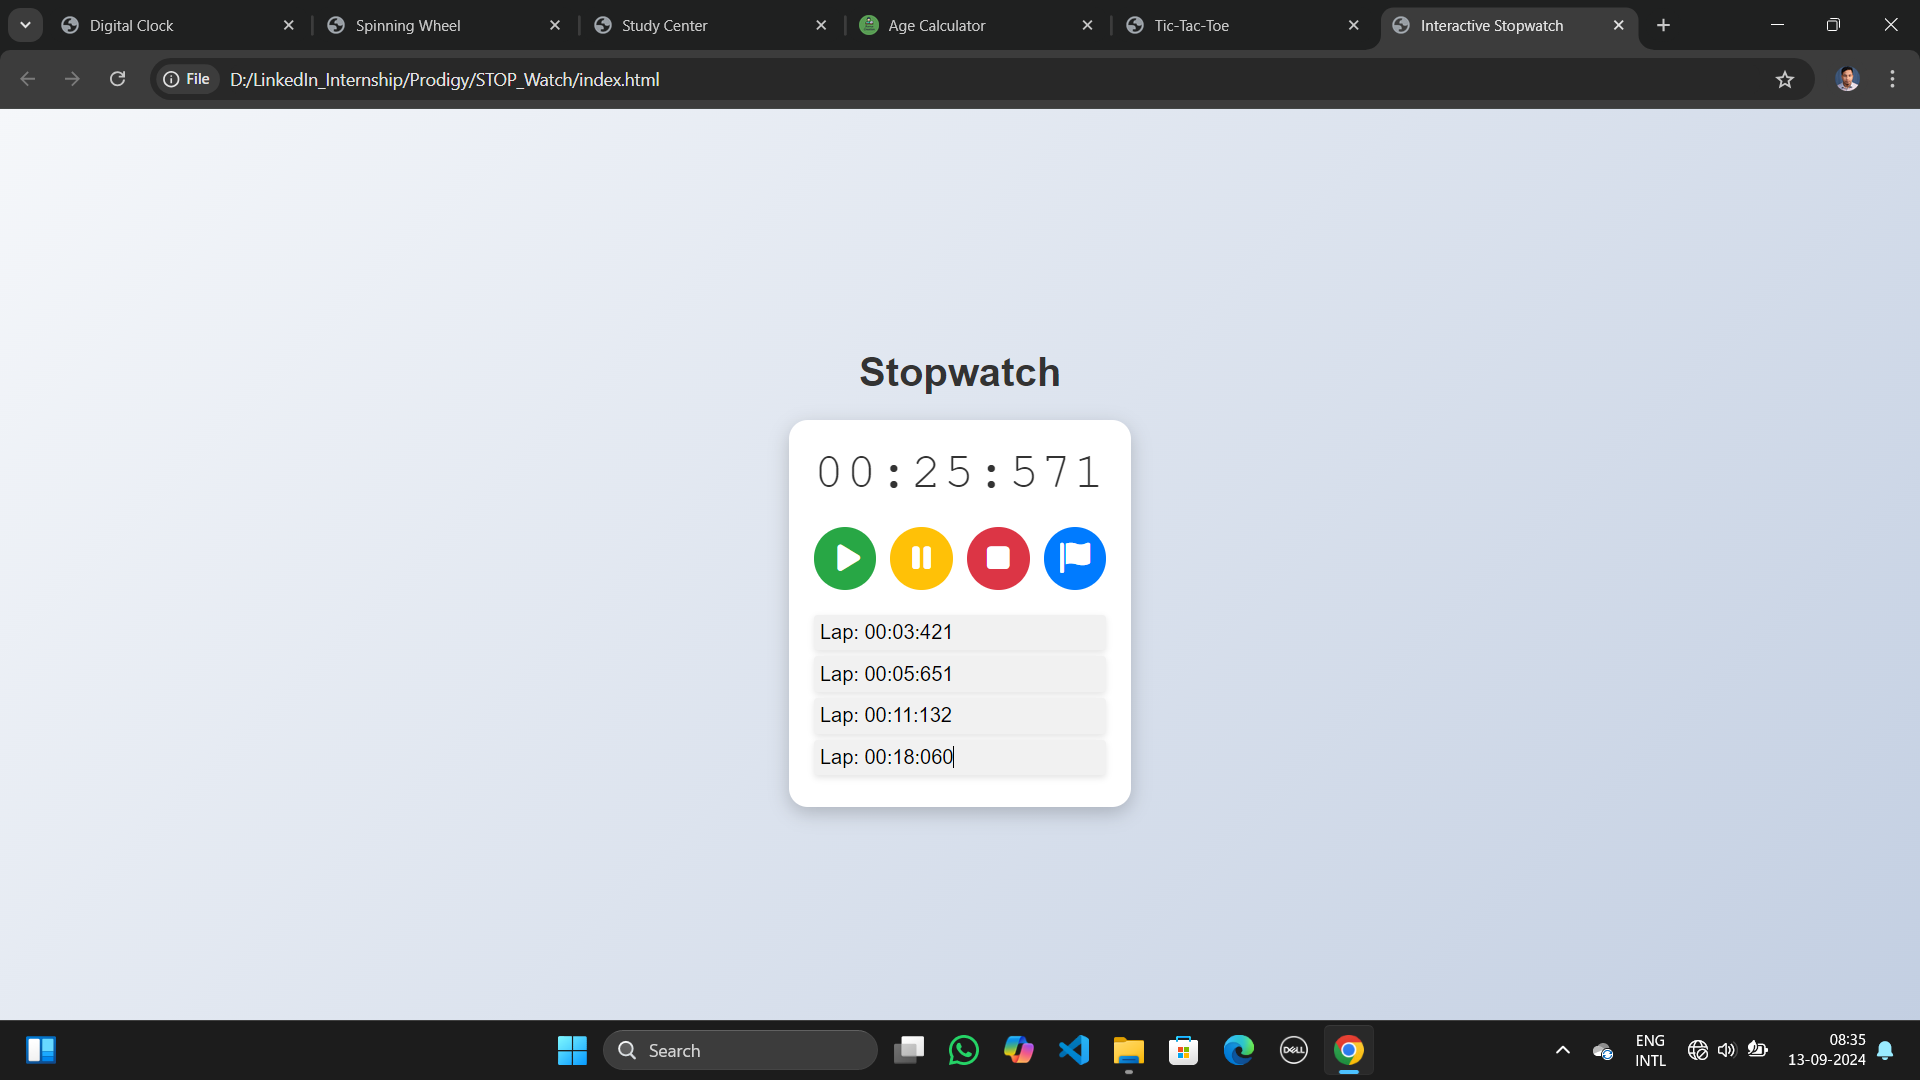 Digital Clock
Spinning Wheel
Study Center
Age Calculator
Tic-Tac-Toe
Interactive Stopwatch
File
D:/LinkedIn_Internship/Prodigy/STOP_Watch/index.html
Stopwatch
00:25:571
Lap: 00:03:421
Lap: 00:05:651
Lap: 00:11:132
Lap: 00:18:060
Search
DELL
ENG
INTL
08:35
13-09-2024